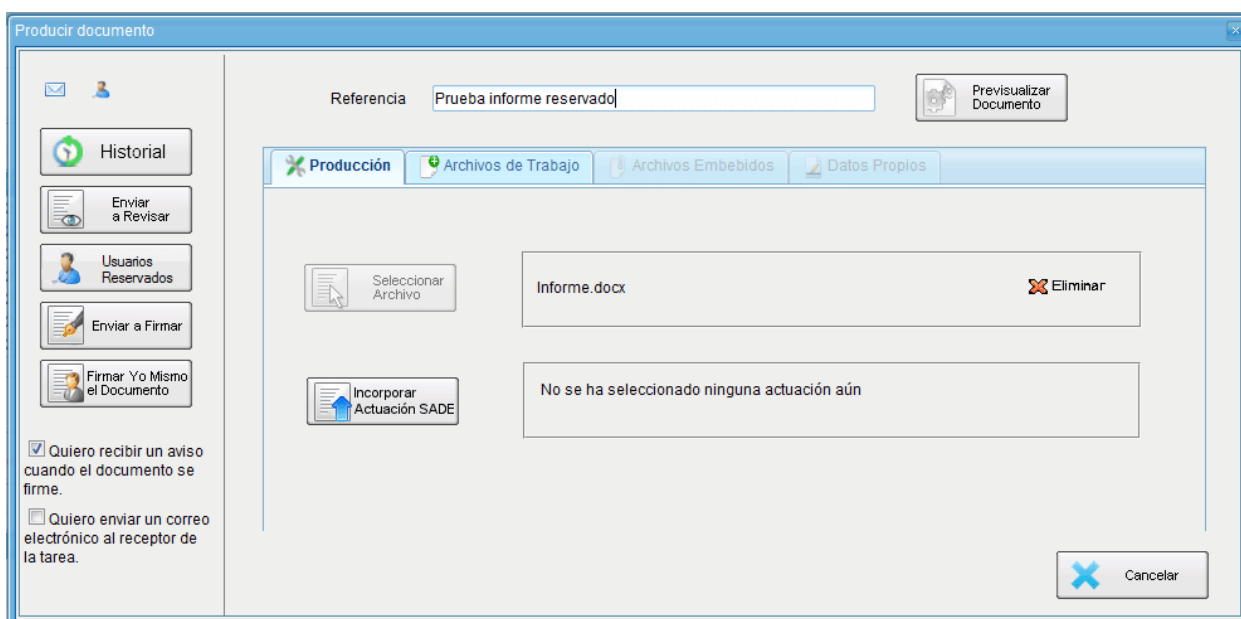 Producir documento
Referencia
Prueba informe reservado
Previsualizar
Documento
Historial
Enviar
a Revisar
Usuarios
Reservados
Enviar a Firmar
Firmar Yo Mismo
el Documento
Quiero recibir un aviso
cuando el documento se
firme.
Quiero enviar un correo
electrónico al receptor de
la tarea.
Producción
Archivos de Trabajo
Archivos Embebidos
Datos Propios
Seleccionar
Archivo
Informe.docx
Eliminar
Incorporar
Actuación SADE
No se ha seleccionado ninguna actuación aún
Cancelar